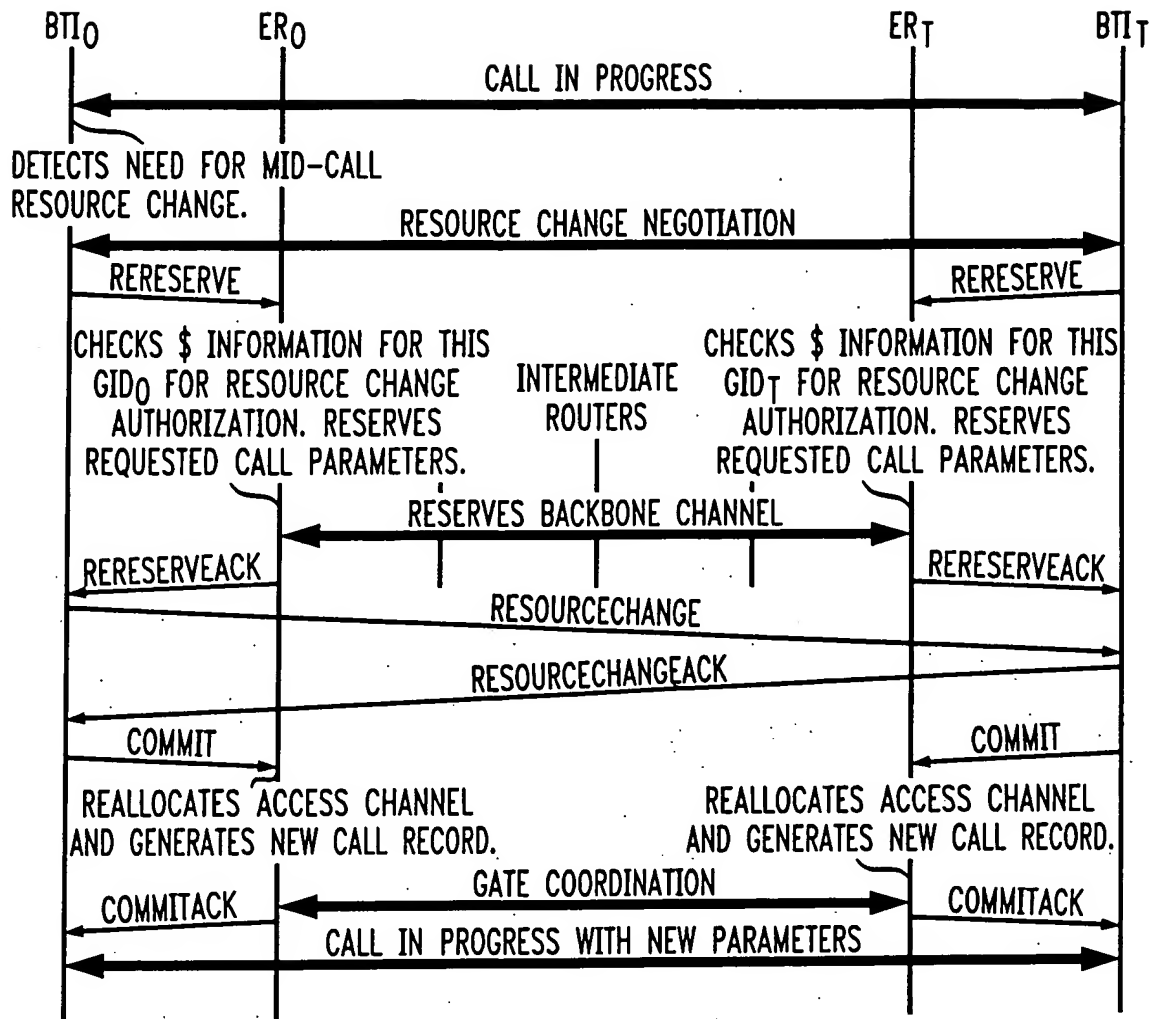 BTIO ERO ERT BTIT
CALL IN PROGRESS
DETECTS NEED FOR MID-CALL
RESOURCE CHANGE.
RESOURCE CHANGE NEGOTIATION
RERESERVE
RERESERVE
CHECKS $ INFORMATION FOR THIS
GIDO FOR RESOURCE CHANGE
AUTHORIZATION. RESERVES
REQUESTED CALL PARAMETERS.
INTERMEDIATE
ROUTERS
CHECKS $ INFORMATION FOR THIS
GIDT FOR RESOURCE CHANGE
AUTHORIZATION. RESERVES
REQUESTED CALL PARAMETERS.
RESERVES BACKBONE CHANNEL
RERESERVEACK
RERESERVEACK
RESOURCECHANGE
RESOURCECHANGEACK
COMMIT
COMMIT
REALLOCATES ACCESS CHANNEL
AND GENERATES NEW CALL RECORD.
REALLOCATES ACCESS CHANNEL
AND GENERATES NEW CALL RECORD.
GATE COORDINATION
COMMITACK
COMMITACK
CALL IN PROGRESS WITH NEW PARAMETERS